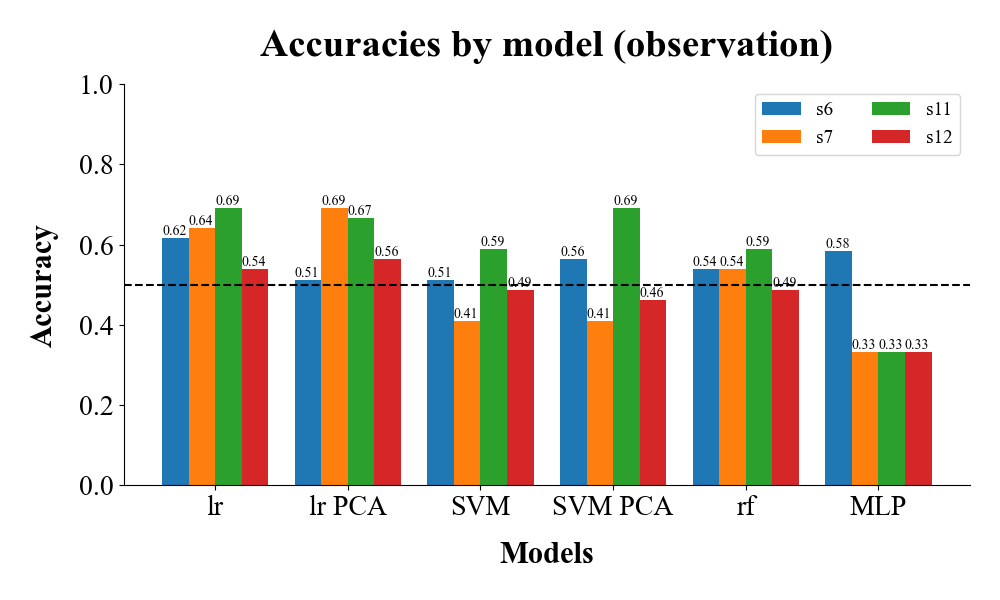 Accuracies by model (observation)
1.0
0.8
0.6
0.4
0.2
0.0
Accuracy
s6 s11
s7 s12
0.62 0.64 0.69 0.54
0.51 0.69 0.67 0.56
0.51 0.41 0.59 0.49
0.56 0.41 0.69 0.46
0.54 0.54 0.59 0.49
0.58 0.33 0.33 0.33
lr lr PCA SVM SVM PCA rf MLP
Models